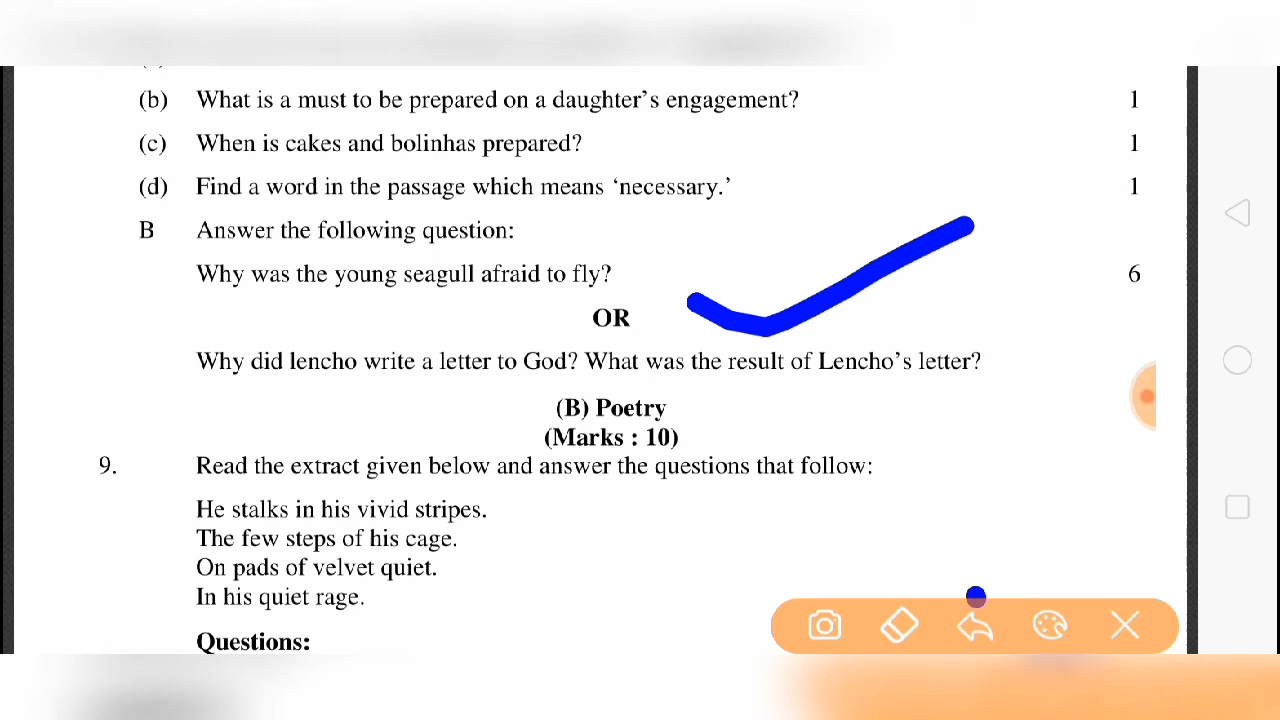 (b) What is a must to be prepared on a daughter's engagement? 1
(c) When is cakes and bolinhas prepared? 1
(d) Find a word in the passage which means 'necessary.' 1
B Answer the following question:
Why was the young seagull afraid to fly? 6
OR
Why did lencho write a letter to God? What was the result of Lencho's letter?
(B) Poetry
(Marks : 10)
9. Read the extract given below and answer the questions that follow:
He stalks in his vivid stripes.
The few steps of his cage.
On pads of velvet quiet.
In his quiet rage.
Questions: